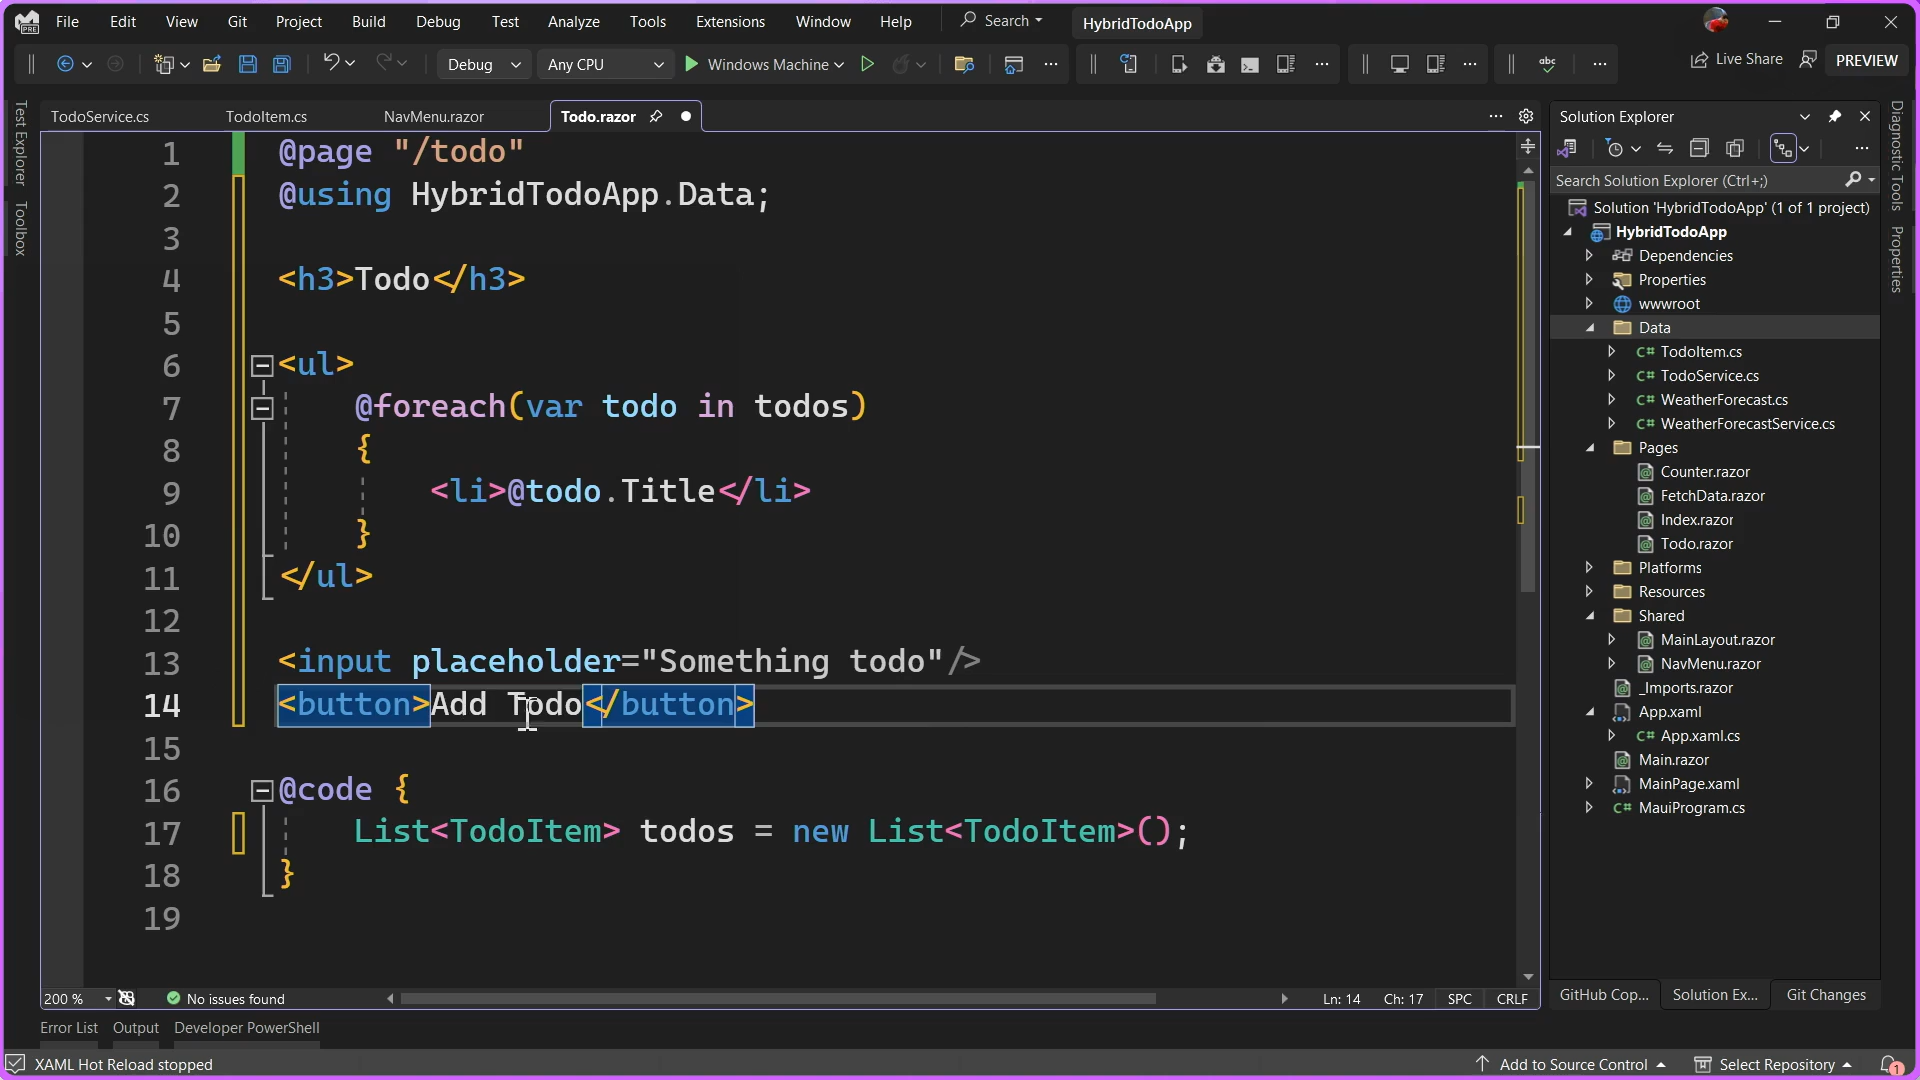 File Edit View Git Project Build Debug Test Analyze Tools Extensions Window Help Search HybridTodoApp
PRE
Debug Any CPU Windows Machine abc Live Share PREVIEW
Test Explorer
Toolbox
TodoService.cs TodoItem.cs NavMenu.razor Todo.razor
1 @page "/todo"
2 @using HybridTodoApp.Data;
3
4 <h3>Todo</h3>
5
6 <ul>
7 @foreach(var todo in todos)
8 {
9 <li>@todo.Title</li>
10 }
11 </ul>
12
13 <input placeholder="Something todo"/>
14 <button>Add Todo</button>
15
16 @code {
17 List<TodoItem> todos = new List<TodoItem>();
18 }
19
200 % No issues found Ln: 14 Ch: 17 SPC CRLF
Error List Output Developer PowerShell
Solution Explorer
Search Solution Explorer (Ctrl+;)
Solution 'HybridTodoApp' (1 of 1 project)
HybridTodoApp
Dependencies
Properties
wwwroot
Data
C# TodoItem.cs
C# TodoService.cs
C# WeatherForecast.cs
C# WeatherForecastService.cs
Pages
Counter.razor
FetchData.razor
Index.razor
Todo.razor
Platforms
Resources
Shared
MainLayout.razor
NavMenu.razor
_Imports.razor
App.xaml
C# App.xaml.cs
Main.razor
MainPage.xaml
C# MauiProgram.cs
GitHub Cop... Solution Ex... Git Changes
Diagnostic Tools
Properties
XAML Hot Reload stopped Add to Source Control Select Repository 1